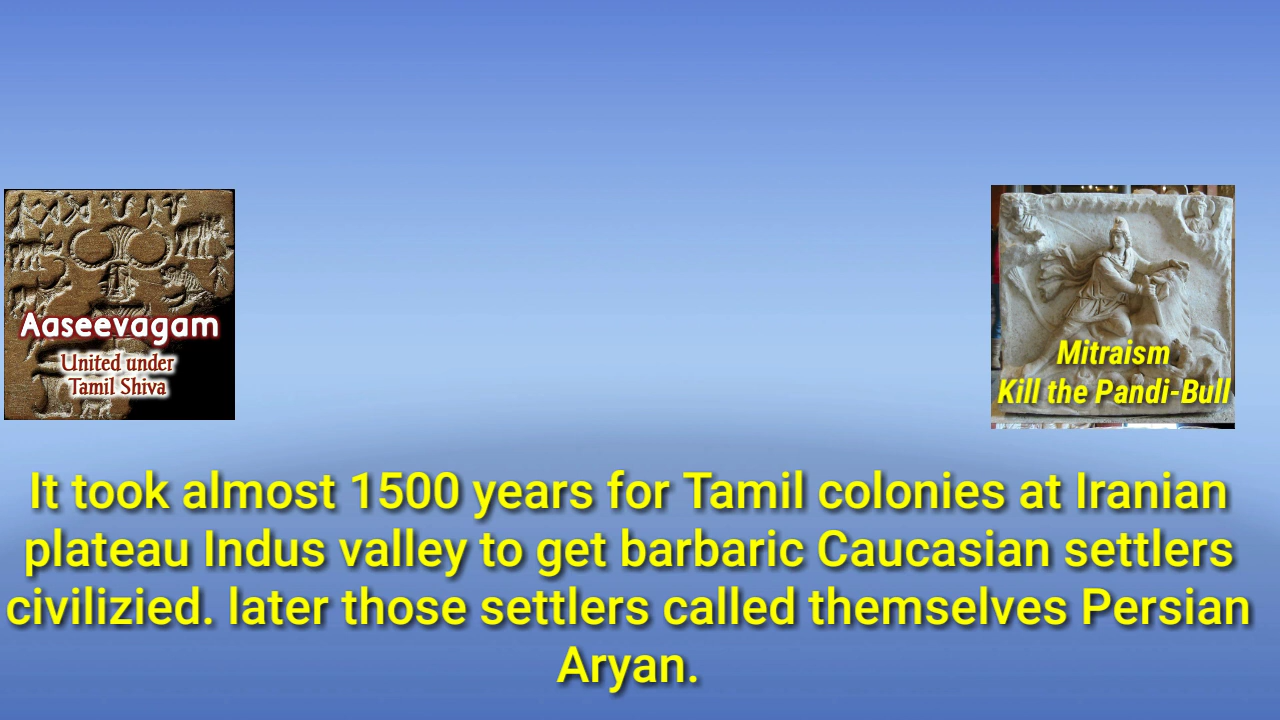 Aaseevagam
United under
Tamil Shiva
Mitraism
Kill the Pandi-Bull
It took almost 1500 years for Tamil colonies at Iranian
plateau Indus valley to get barbaric Caucasian settlers
civilizied. later those settlers called themselves Persian
Aryan.